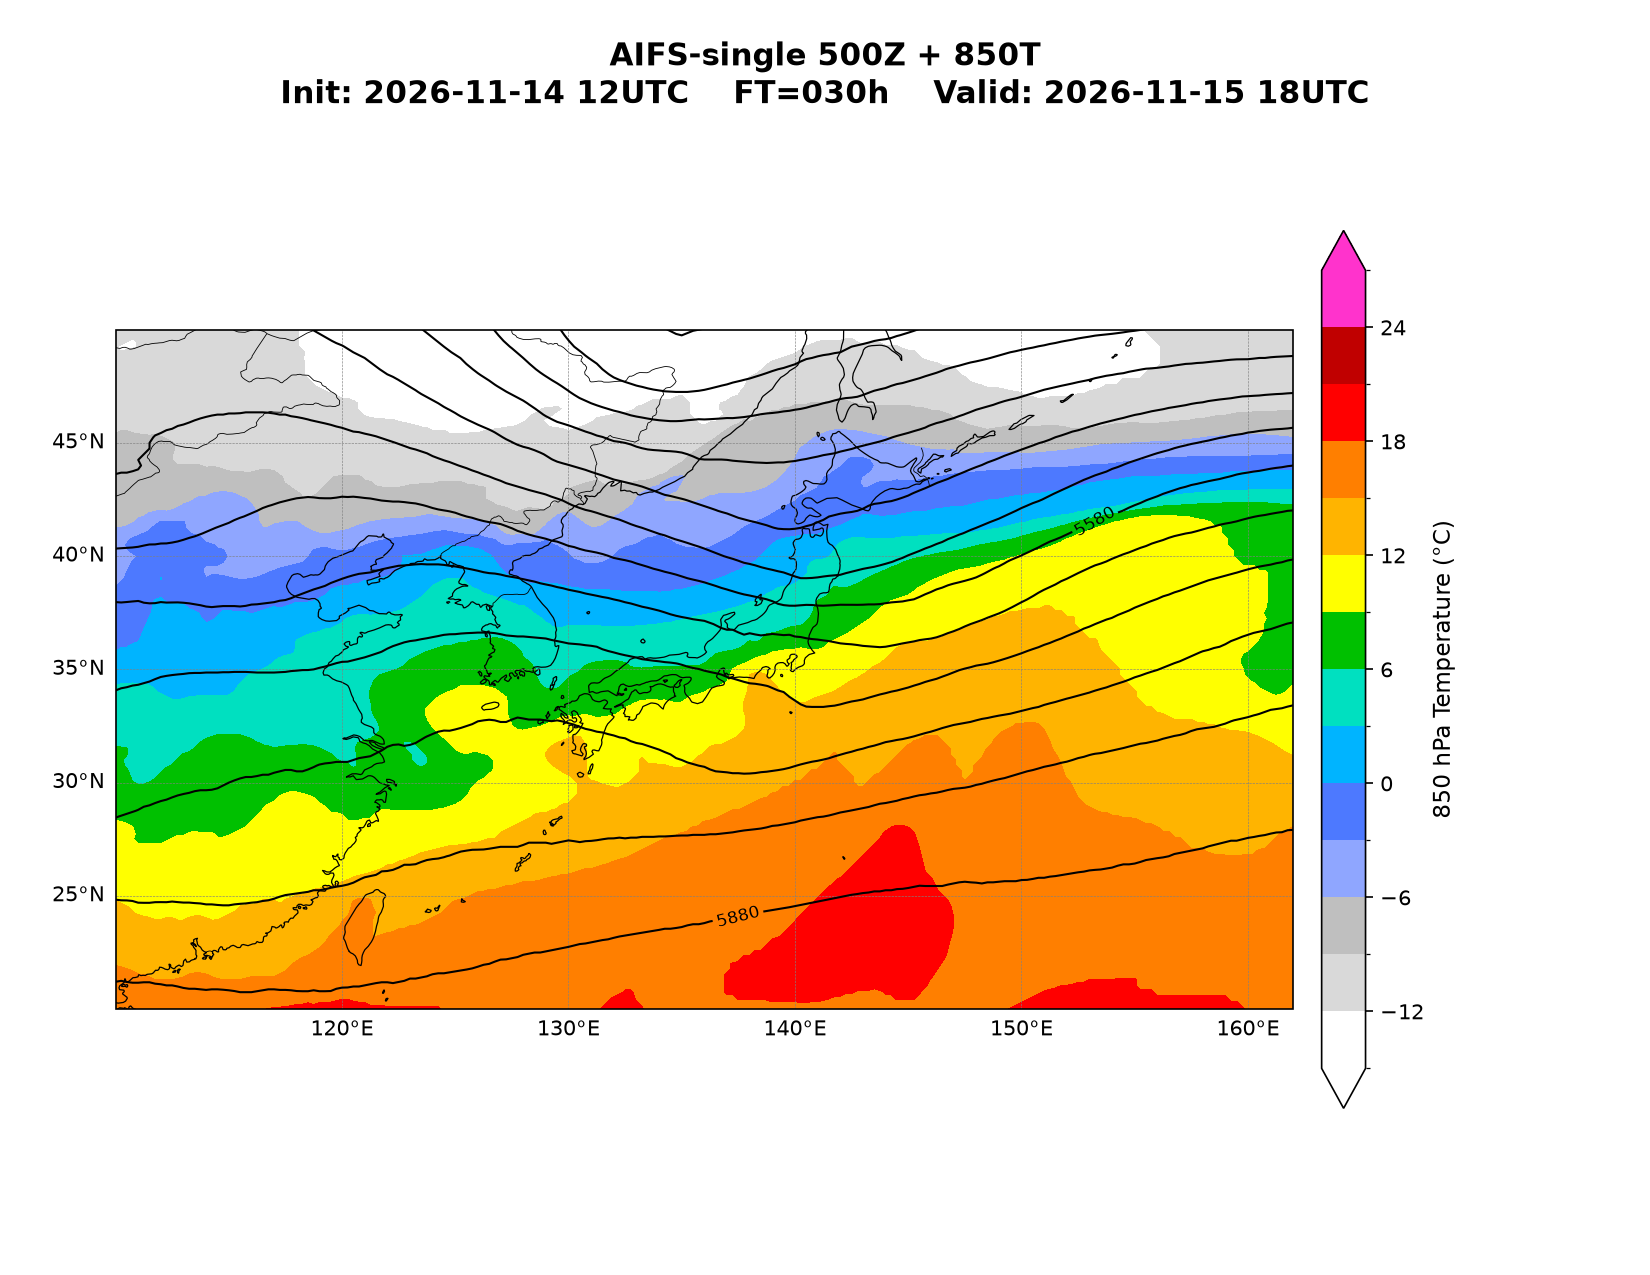 AIFS-single 500Z + 850T
Init: 2026-11-14 12UTC    FT=030h    Valid: 2026-11-15 18UTC
24
18
12
6
0
−6
−12
850 hPa Temperature (°C)
45°N
40°N
35°N
30°N
25°N
5580
5880
120°E
130°E
140°E
150°E
160°E